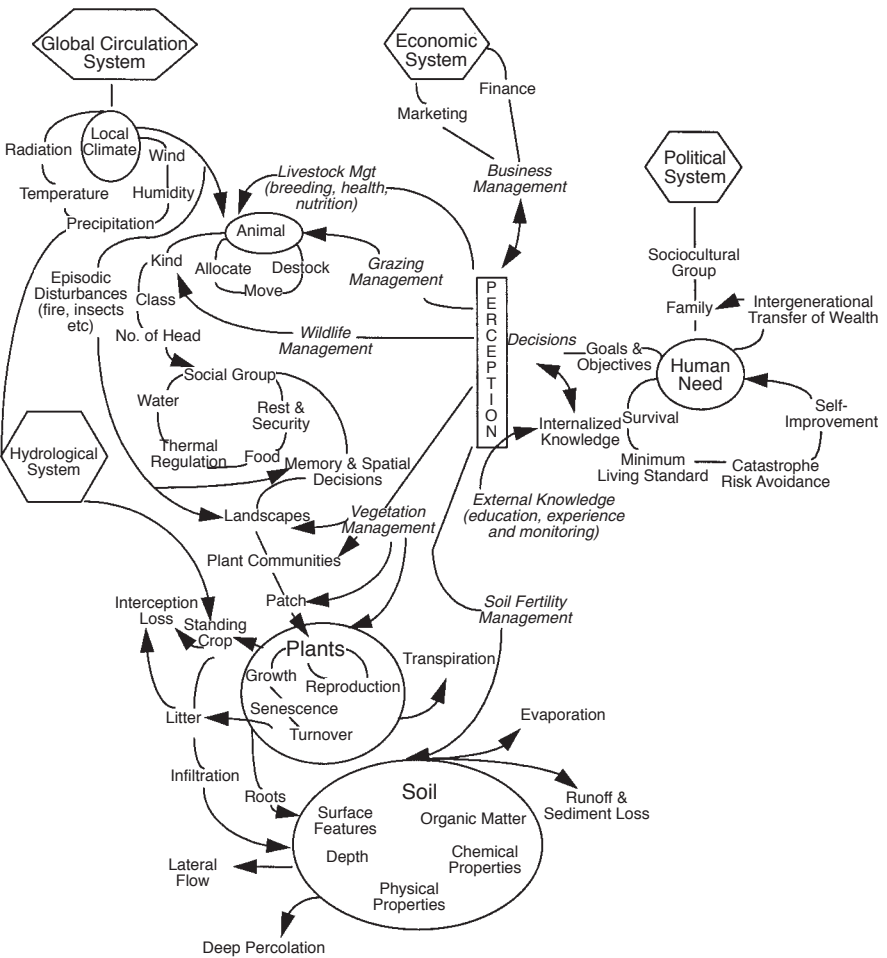 Global Circulation
System
Economic
System
Finance
Marketing
Local
Climate
Radiation
Wind
Temperature
Humidity
Precipitation
Political
System
Livestock Mgt
(breeding, health,
nutrition)
Business
Management
Animal
Kind
Allocate
Destock
Move
Grazing
Management
Sociocultural
Group
Episodic
Disturbances
(fire, insects
etc)
Class
No. of Head
Wildlife
Management
PERCEPTION
Family
Intergenerational
Transfer of Wealth
Decisions
Goals &
Objectives
Human
Need
Social Group
Water
Rest &
Security
Thermal
Regulation
Food
Memory & Spatial
Decisions
Internalized
Knowledge
Survival
Self-
Improvement
Minimum
Living Standard
Catastrophe
Risk Avoidance
Hydrological
System
External Knowledge
(education, experience
and monitoring)
Landscapes
Vegetation
Management
Plant Communities
Patch
Interception
Loss
Standing
Crop
Soil Fertility
Management
Plants
Growth
Reproduction
Senescence
Turnover
Transpiration
Litter
Evaporation
Infiltration
Roots
Runoff &
Sediment Loss
Soil
Surface
Features
Organic Matter
Depth
Chemical
Properties
Physical
Properties
Lateral
Flow
Deep Percolation